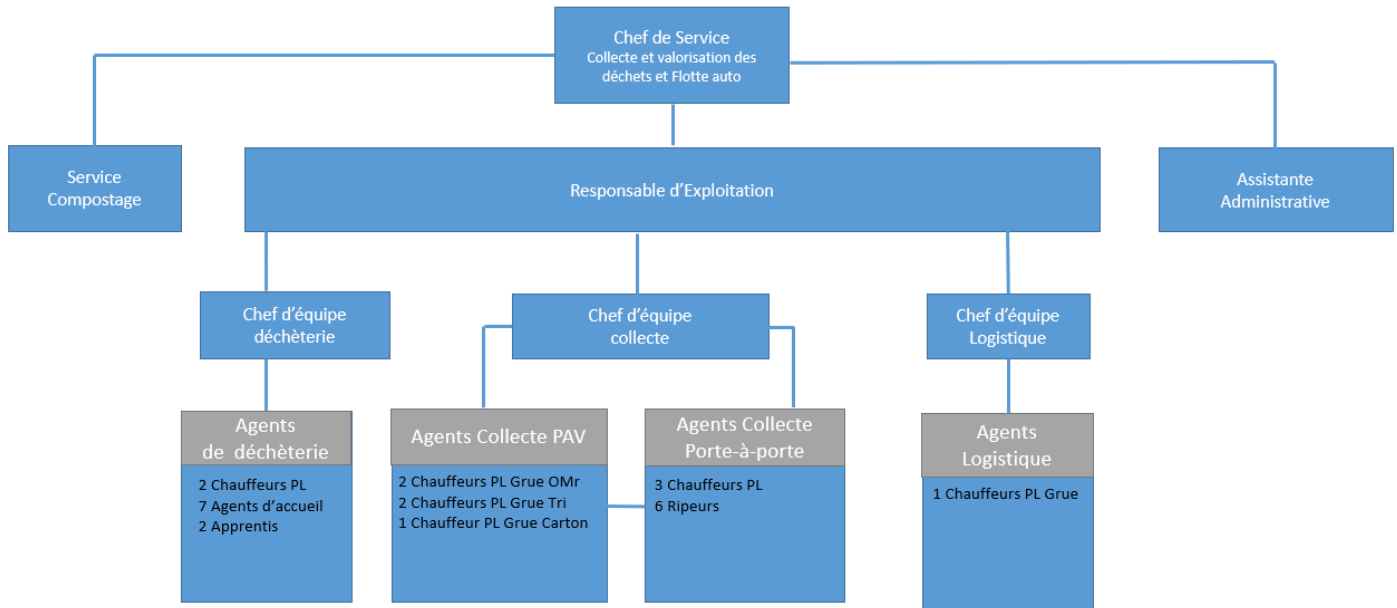 Chef de Service
Collecte et valorisation des
déchets et Flotte auto
Service
Compostage
Responsable d’Exploitation
Assistante
Administrative
Chef d’équipe
déchèterie
Chef d’équipe
collecte
Chef d’équipe
Logistique
Agents
de déchèterie
2 Chauffeurs PL
7 Agents d’accueil
2 Apprentis
Agents Collecte PAV
2 Chauffeurs PL Grue OMr
2 Chauffeurs PL Grue Tri
1 Chauffeur PL Grue Carton
Agents Collecte
Porte-à-porte
3 Chauffeurs PL
6 Ripeurs
Agents
Logistique
1 Chauffeurs PL Grue